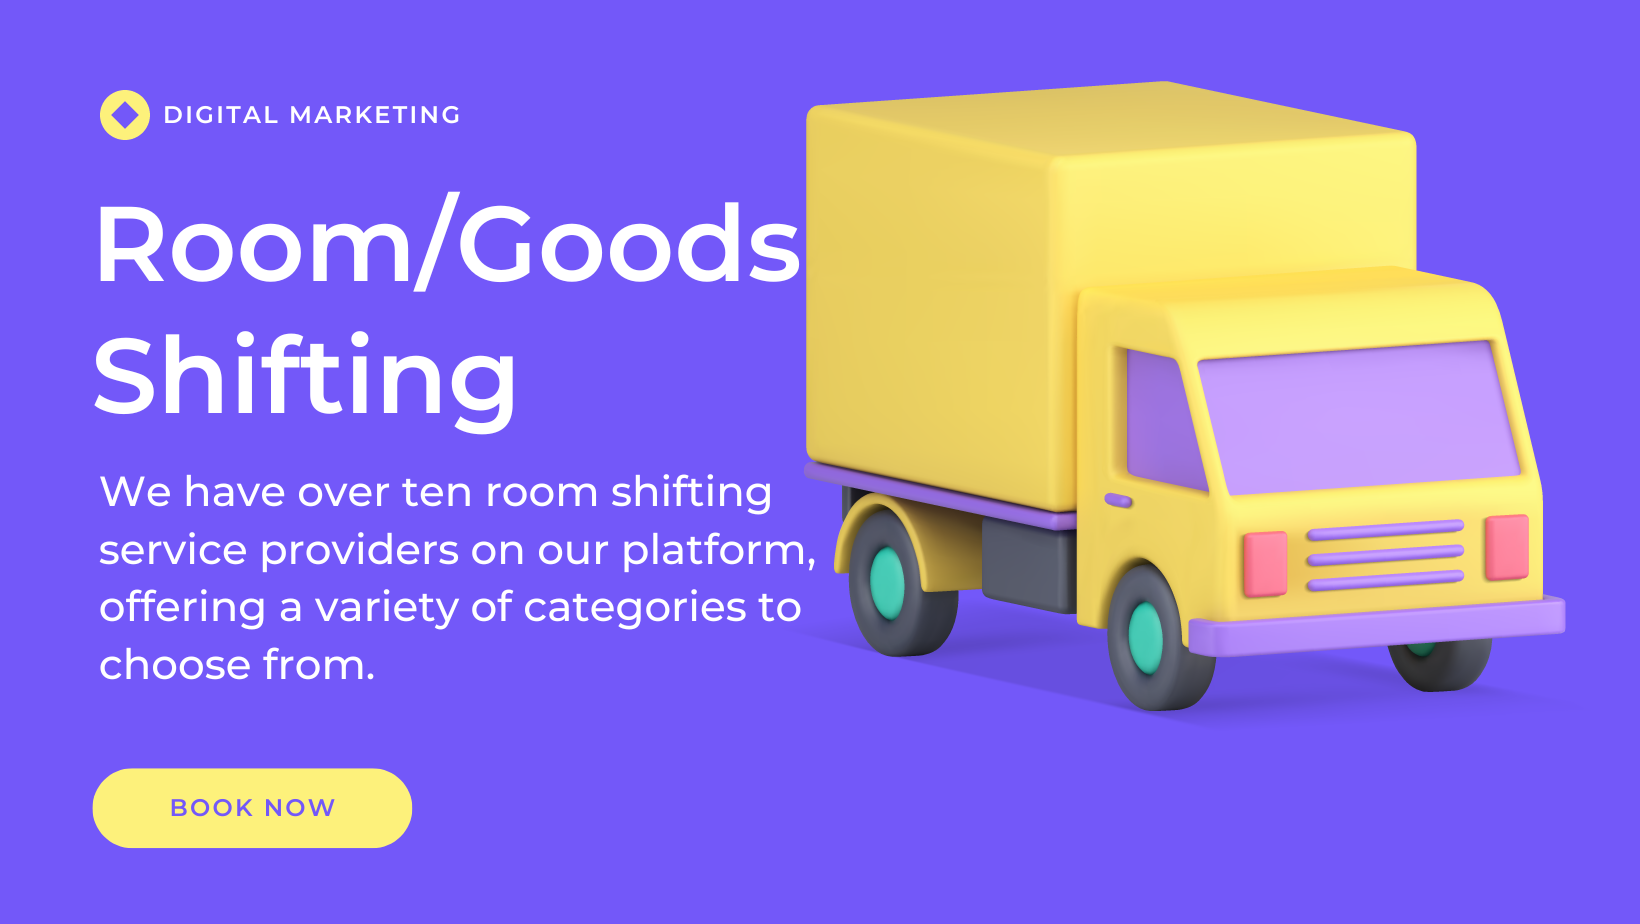 DIGITAL MARKETING
Room/Goods
Shifting
We have over ten room shifting
service providers on our platform,
offering a variety of categories to
choose from.
BOOK NOW